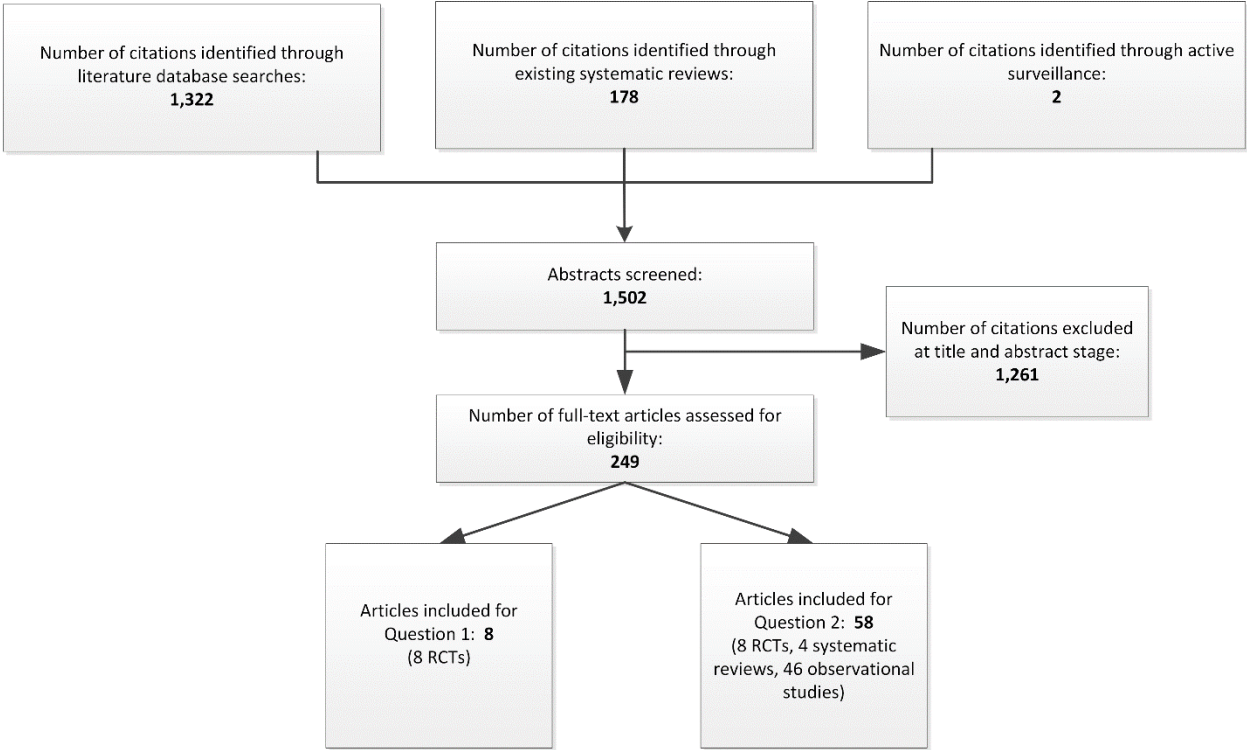 Number of citations identified through
literature database searches:
1,322
Number of citations identified through
existing systematic reviews:
178
Number of citations identified through active
surveillance:
2
Abstracts screened:
1,502
Number of citations excluded
at title and abstract stage:
1,261
Number of full-text articles assessed for
eligibility:
249
Articles included for
Question 1: 8
(8 RCTs)
Articles included for
Question 2: 58
(8 RCTs, 4 systematic
reviews, 46 observational
studies)